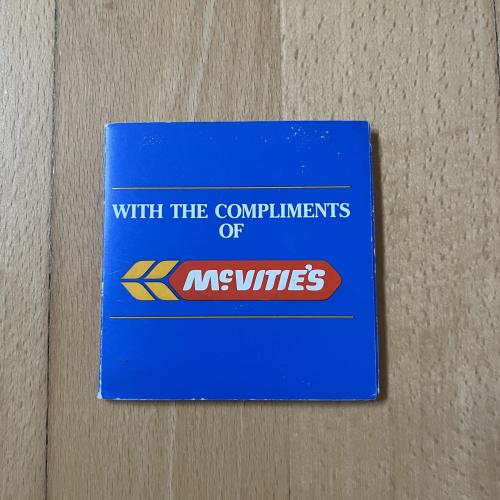 WITH THE COMPLIMENTS
OF
McVITIE'S